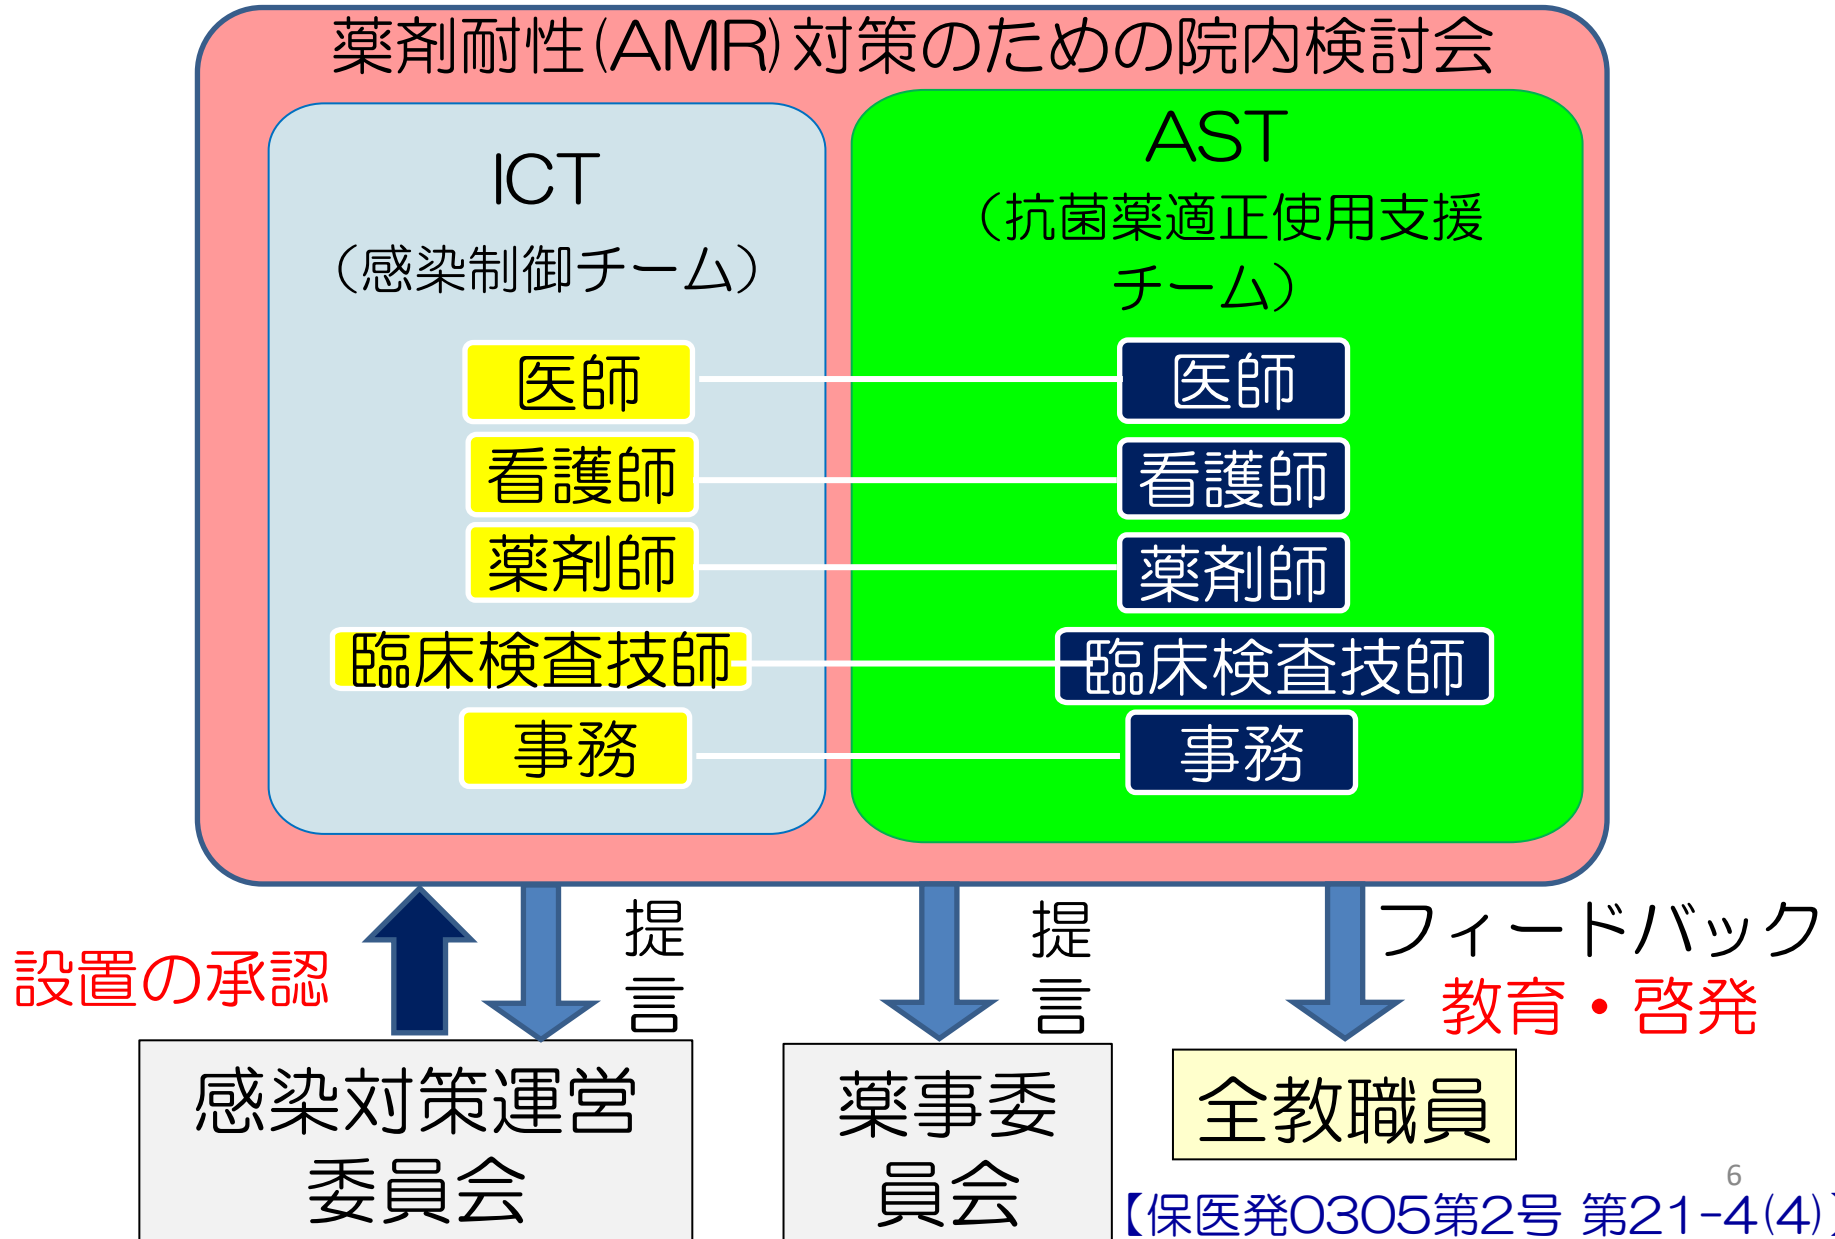 薬剤耐性(AMR)対策のための院内検討会
ICT
（感染制御チーム）
医師
看護師
薬剤師
臨床検査技師
事務
AST
（抗菌薬適正使用支援
チーム）
医師
看護師
薬剤師
臨床検査技師
事務
設置の承認
提
言
提
言
フィードバック
教育・啓発
感染対策運営
委員会
薬事委
員会
全教職員
6
【保医発0305第2号 第21-4(4)】